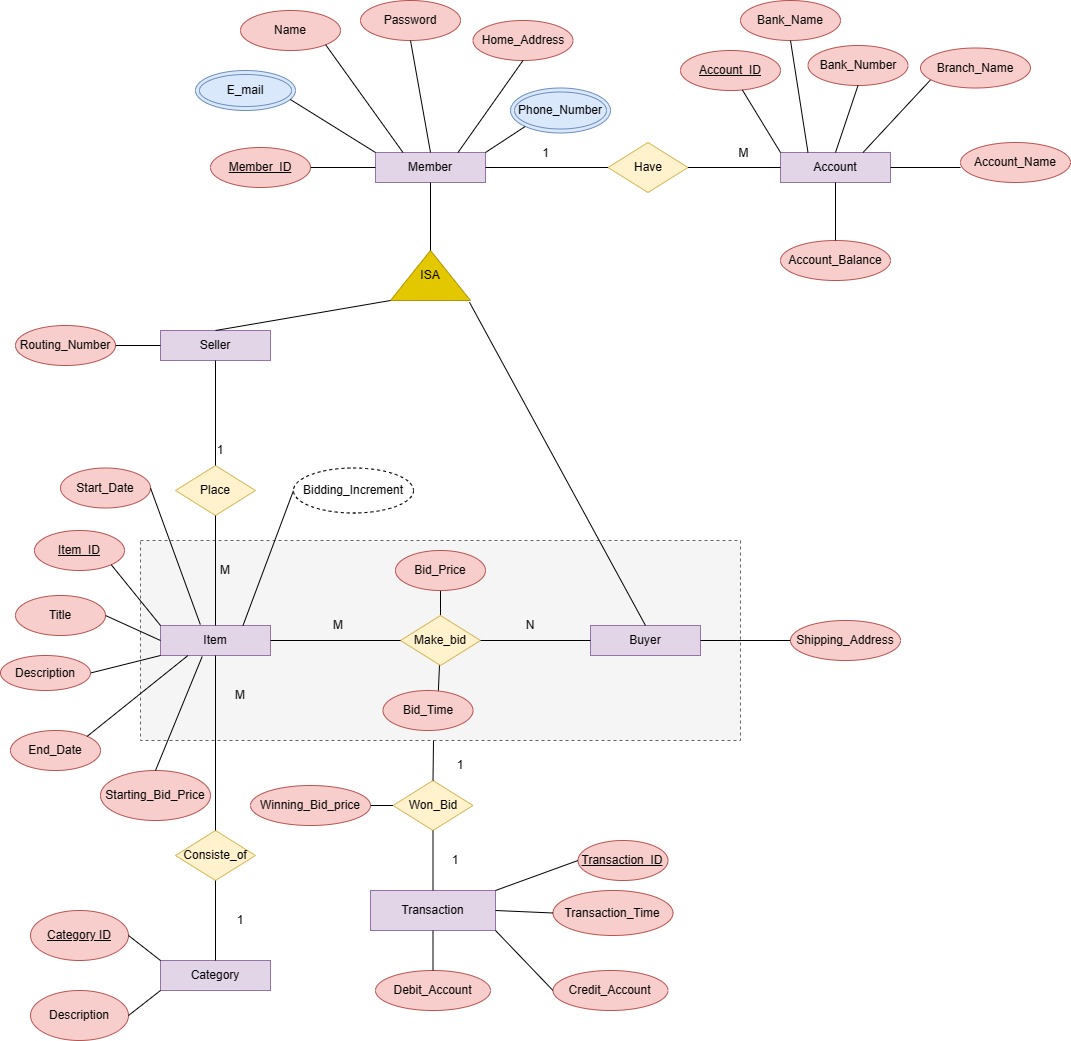 Bank_Name
Password
Name
Home_Address
Bank_Number
Branch_Name
Account_ID
E_mail
Phone_Number
1
M
Account_Name
Member_ID
Member
Have
Account
Account_Balance
ISA
Routing_Number
Seller
1
Start_Date
Place
Bidding_Increment
Item_ID
M
Bid_Price
Title
M
N
Item
Make_bid
Buyer
Shipping_Address
Description
M
Bid_Time
End_Date
1
Starting_Bid_Price
Winning_Bid_price
Won_Bid
Consiste_of
1
Transaction_ID
Transaction
Transaction_Time
1
Category ID
Category
Debit_Account
Credit_Account
Description